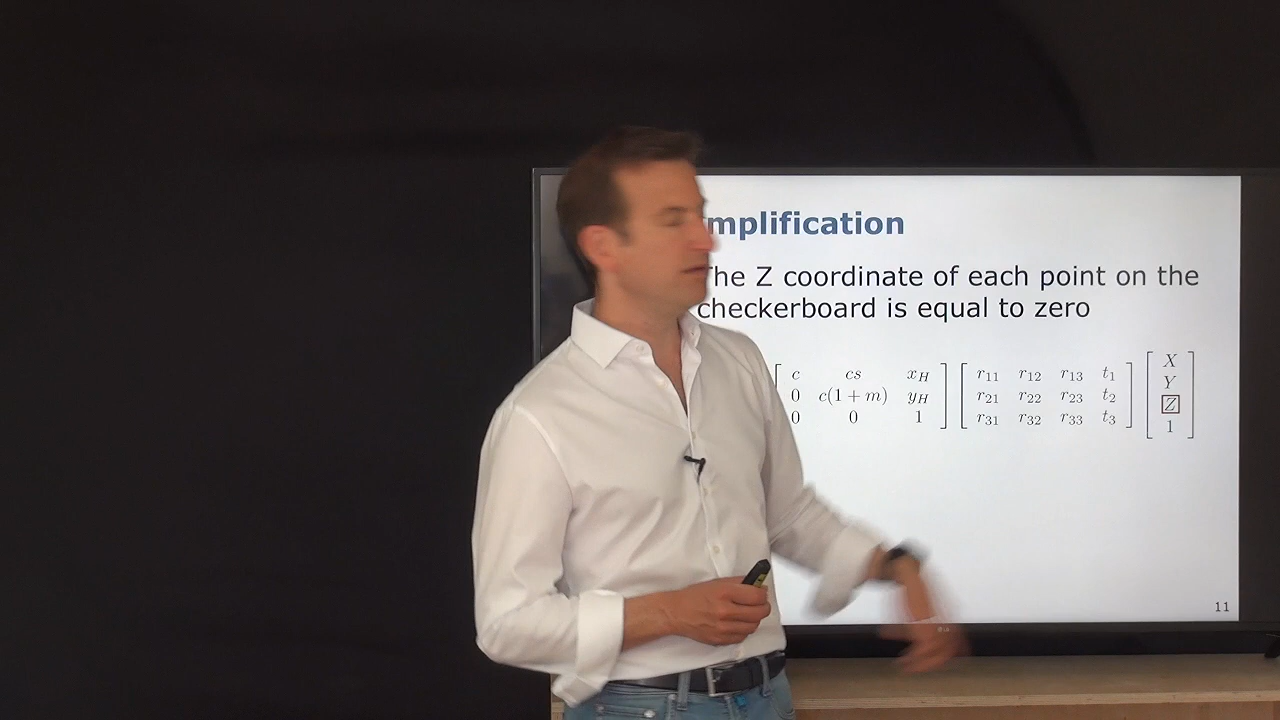 mplification
The Z coordinate of each point on the
checkerboard is equal to zero
c cs x_H r_11 r_12 r_13 t_1 X
0 c(1 + m) y_H r_21 r_22 r_23 t_2 Y
0 0 1 r_31 r_32 r_33 t_3 Z
1
11